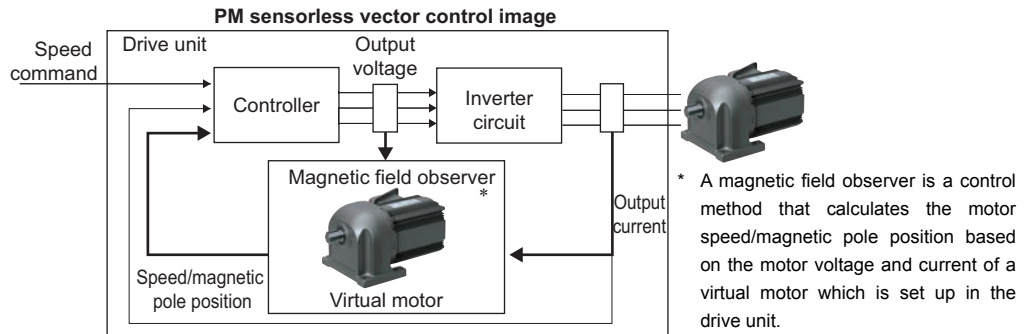 PM sensorless vector control image
Drive unit
Speed
command
Output
voltage
Controller
Inverter
circuit
Magnetic field observer
*
Output
current
Speed/magnetic
pole position
Virtual motor
* A magnetic field observer is a control
method that calculates the motor
speed/magnetic pole position based
on the motor voltage and current of a
virtual motor which is set up in the
drive unit.